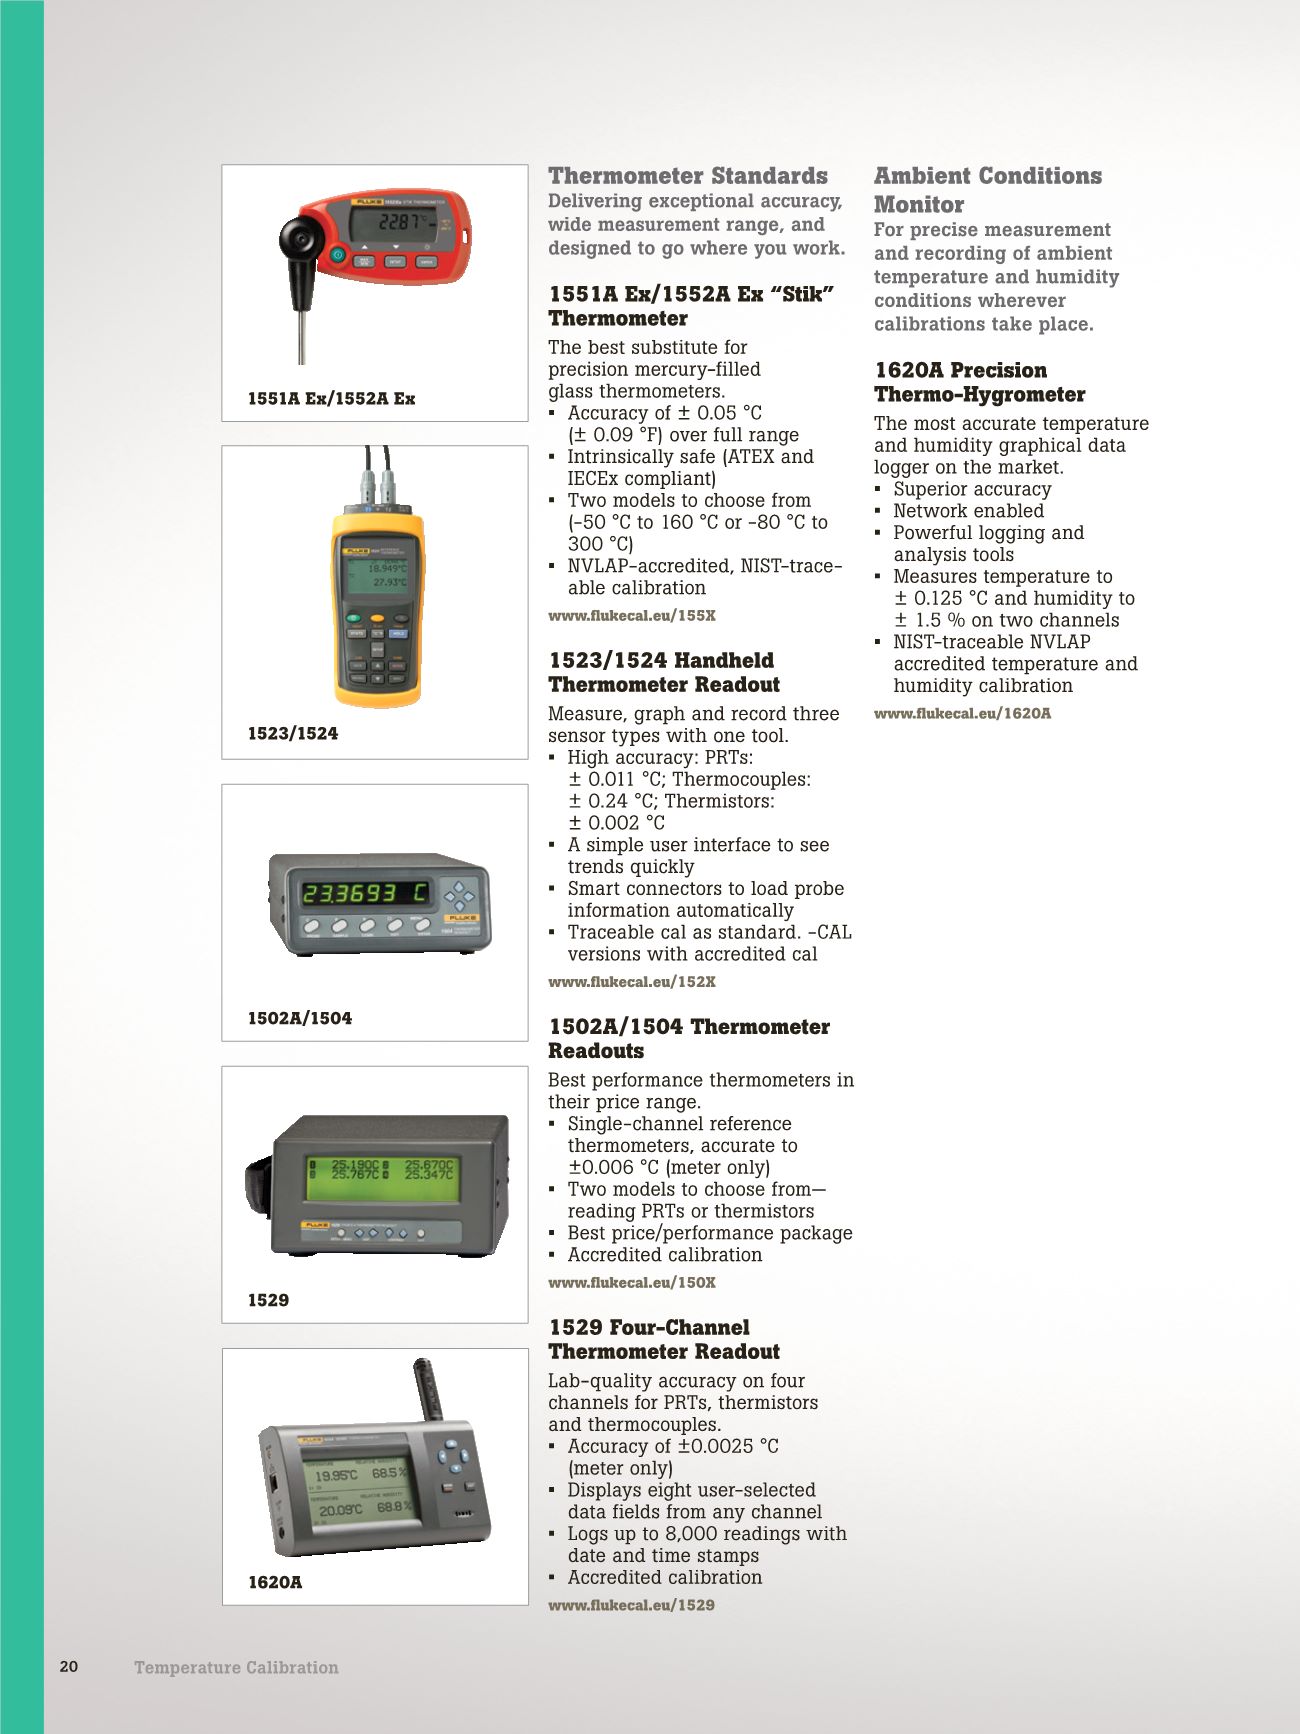 FLUKE
22.87
1551A Ex/1552A Ex
FLUKE
18.949°C
27.93°C
1523/1524
23.3693 C
FLUKE
1502A/1504
25.190C 25.670C
25.767C 25.347C
FLUKE
1529
FLUKE
19.95°C 68.5%
20.09°C 68.8%
1620A
Thermometer Standards
Delivering exceptional accuracy,
wide measurement range, and
designed to go where you work.
1551A Ex/1552A Ex “Stik”
Thermometer
The best substitute for
precision mercury-filled
glass thermometers.
▪ Accuracy of ± 0.05 °C
(± 0.09 °F) over full range
▪ Intrinsically safe (ATEX and
IECEx compliant)
▪ Two models to choose from
(-50 °C to 160 °C or -80 °C to
300 °C)
▪ NVLAP-accredited, NIST-trace-
able calibration
www.flukecal.eu/155X
1523/1524 Handheld
Thermometer Readout
Measure, graph and record three
sensor types with one tool.
▪ High accuracy: PRTs:
± 0.011 °C; Thermocouples:
± 0.24 °C; Thermistors:
± 0.002 °C
▪ A simple user interface to see
trends quickly
▪ Smart connectors to load probe
information automatically
▪ Traceable cal as standard. -CAL
versions with accredited cal
www.flukecal.eu/152X
1502A/1504 Thermometer
Readouts
Best performance thermometers in
their price range.
▪ Single-channel reference
thermometers, accurate to
±0.006 °C (meter only)
▪ Two models to choose from—
reading PRTs or thermistors
▪ Best price/performance package
▪ Accredited calibration
www.flukecal.eu/150X
1529 Four-Channel
Thermometer Readout
Lab-quality accuracy on four
channels for PRTs, thermistors
and thermocouples.
▪ Accuracy of ±0.0025 °C
(meter only)
▪ Displays eight user-selected
data fields from any channel
▪ Logs up to 8,000 readings with
date and time stamps
▪ Accredited calibration
www.flukecal.eu/1529
Ambient Conditions
Monitor
For precise measurement
and recording of ambient
temperature and humidity
conditions wherever
calibrations take place.
1620A Precision
Thermo-Hygrometer
The most accurate temperature
and humidity graphical data
logger on the market.
▪ Superior accuracy
▪ Network enabled
▪ Powerful logging and
analysis tools
▪ Measures temperature to
± 0.125 °C and humidity to
± 1.5 % on two channels
▪ NIST-traceable NVLAP
accredited temperature and
humidity calibration
www.flukecal.eu/1620A
20 Temperature Calibration